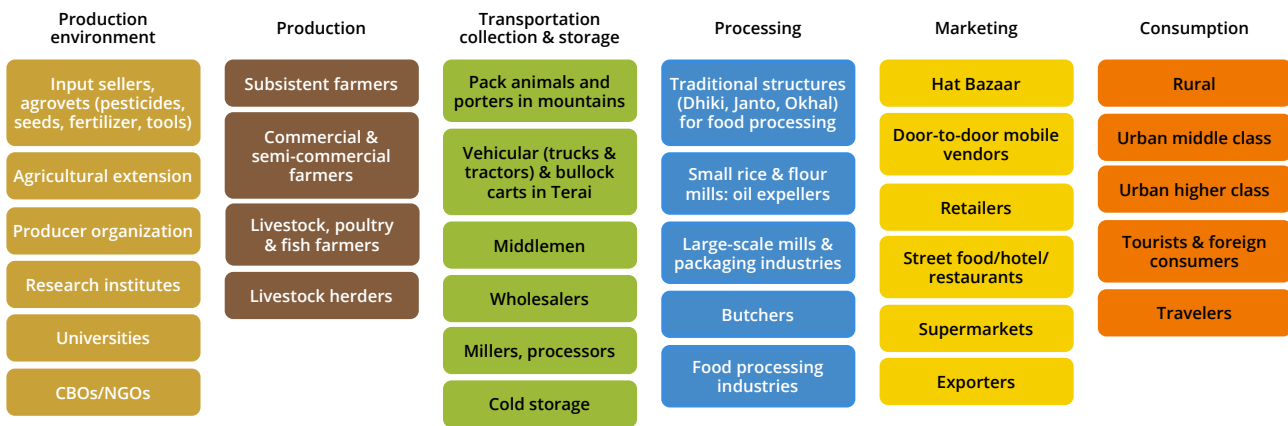 Production
environment
Input sellers,
agrovets (pesticides,
seeds, fertilizer, tools)
Agricultural extension
Producer organization
Research institutes
Universities
CBOs/NGOs
Production
Subsistent farmers
Commercial &
semi-commercial
farmers
Livestock, poultry
& fish farmers
Livestock herders
Transportation
collection & storage
Pack animals and
porters in mountains
Vehicular (trucks &
tractors) & bullock
carts in Terai
Middlemen
Wholesalers
Millers, processors
Cold storage
Processing
Traditional structures
(Dhiki, Janto, Okhal)
for food processing
Small rice & flour
mills: oil expellers
Large-scale mills &
packaging industries
Butchers
Food processing
industries
Marketing
Hat Bazaar
Door-to-door mobile
vendors
Retailers
Street food/hotel/
restaurants
Supermarkets
Exporters
Consumption
Rural
Urban middle class
Urban higher class
Tourists & foreign
consumers
Travelers